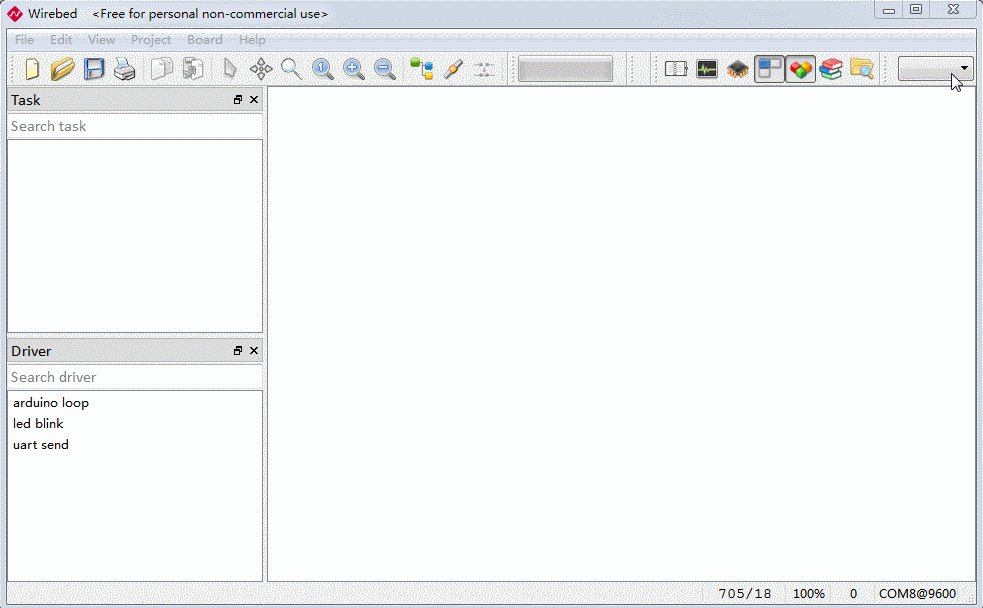 Wirebed <Free for personal non-commercial use>
File Edit View Project Board Help
Task
Search task
Driver
Search driver
arduino loop
led blink
uart send
705/18 100% 0 COM8@9600